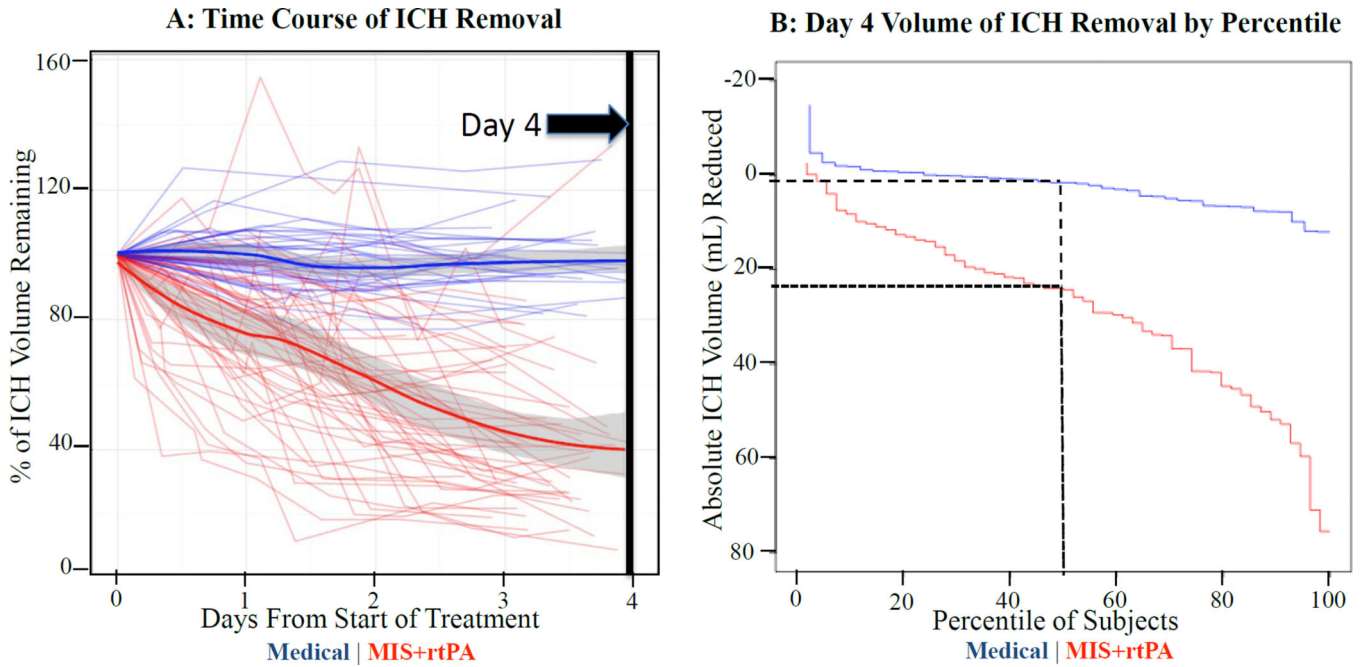 A: Time Course of ICH Removal
160
120
80
40
0
% of ICH Volume Remaining
Day 4
0 1 2 3 4
Days From Start of Treatment
Medical | MIS+rtPA
B: Day 4 Volume of ICH Removal by Percentile
-20
0
20
40
60
80
Absolute ICH Volume (mL) Reduced
0 20 40 60 80 100
Percentile of Subjects
Medical | MIS+rtPA